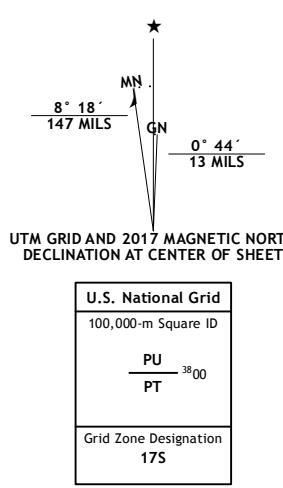 ★
MN
8° 18´
147 MILS
GN
0° 44´
13 MILS
UTM GRID AND 2017 MAGNETIC NORT
DECLINATION AT CENTER OF SHEET
U.S. National Grid
100,000-m Square ID
PU
3800
PT
Grid Zone Designation
17S